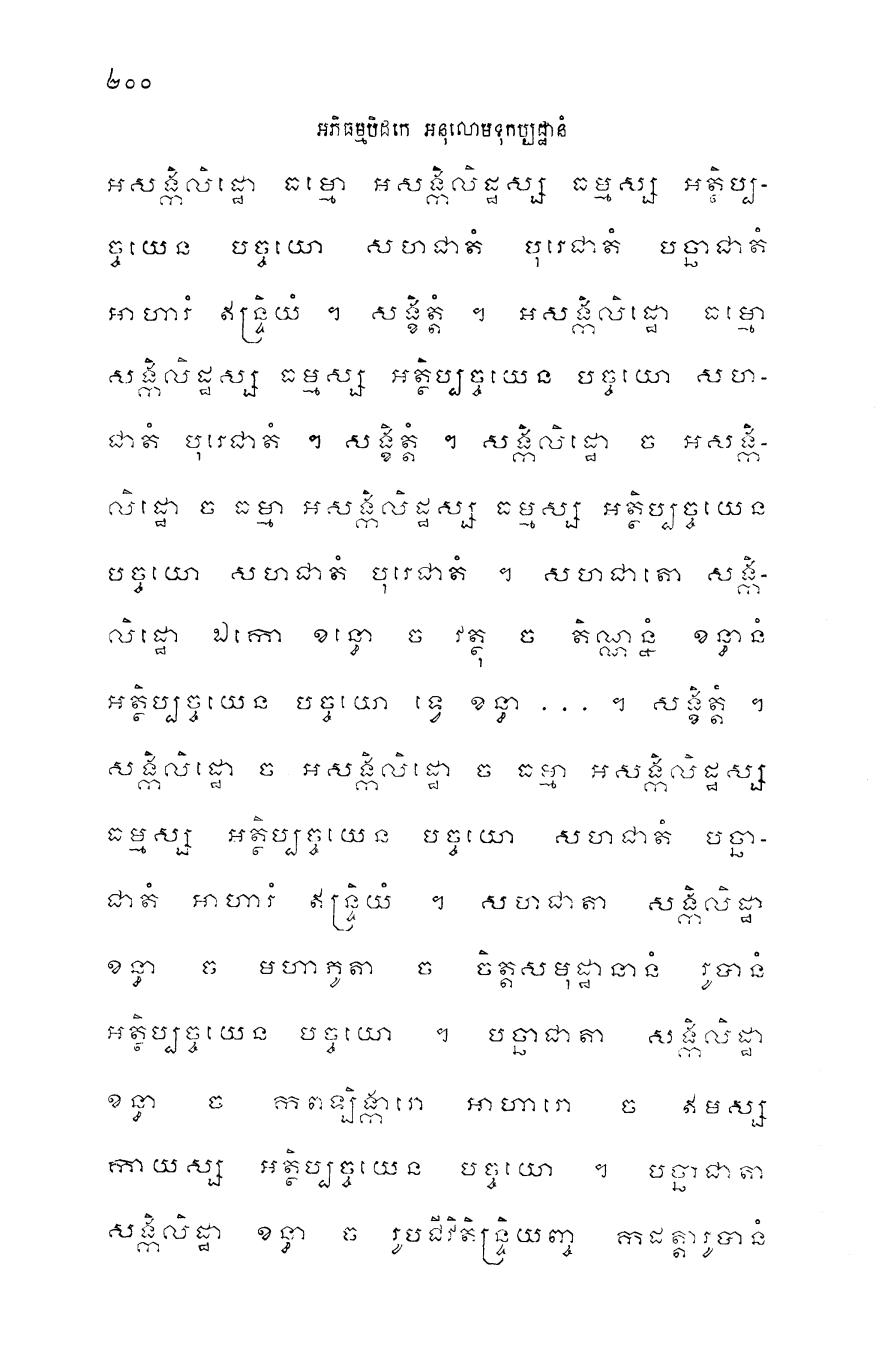 ២០០
អភិធម្មបិដកេ អនុលោមទុកប្បដ្ឋានំ
អសង្កិលិដ្ឋោ ធម្មោ អសង្កិលិដ្ឋស្ស ធម្មស្ស អត្ថិប្ប-
ច្ចយេន បច្ចយោ សហជាតំ បុរេជាតំ បច្ឆាជាតំ
អាហារំ ឥន្ទ្រិយំ ។ សង្ខិត្តំ ។ អសង្កិលិដ្ឋោ ធម្មោ
សង្កិលិដ្ឋស្ស ធម្មស្ស អត្ថិប្បច្ចយេន បច្ចយោ សហ-
ជាតំ បុរេជាតំ ។ សង្ខិត្តំ ។ សង្កិលិដ្ឋោ ច អសង្កិ-
លិដ្ឋោ ច ធម្មា អសង្កិលិដ្ឋស្ស ធម្មស្ស អត្ថិប្បច្ចយេន
បច្ចយោ សហជាតំ បុរេជាតំ ។ សហជាតោ សង្កិ-
លិដ្ឋោ ឯកោ ខន្ធោ ច វត្ថុ ច តិណ្ណន្នំ ខន្ធានំ
អត្ថិប្បច្ចយេន បច្ចយោ ទ្វេ ខន្ធា ... ។ សង្ខិត្តំ ។
សង្កិលិដ្ឋោ ច អសង្កិលិដ្ឋោ ច ធម្មា អសង្កិលិដ្ឋស្ស
ធម្មស្ស អត្ថិប្បច្ចយេន បច្ចយោ សហជាតំ បច្ឆា-
ជាតំ អាហារំ ឥន្ទ្រិយំ ។ សហជាតា សង្កិលិដ្ឋា
ខន្ធា ច មហាភូតា ច ចិត្តសមុដ្ឋានានំ រូបានំ
អត្ថិប្បច្ចយេន បច្ចយោ ។ បច្ឆាជាតា សង្កិលិដ្ឋា
ខន្ធា ច កពឡិង្ការោ អាហារោ ច ឥមស្ស
កាយស្ស អត្ថិប្បច្ចយេន បច្ចយោ ។ បច្ឆាជាតា
សង្កិលិដ្ឋា ខន្ធា ច រូបជីវិតិន្ទ្រិយញ្ច កដត្តារូបានំ